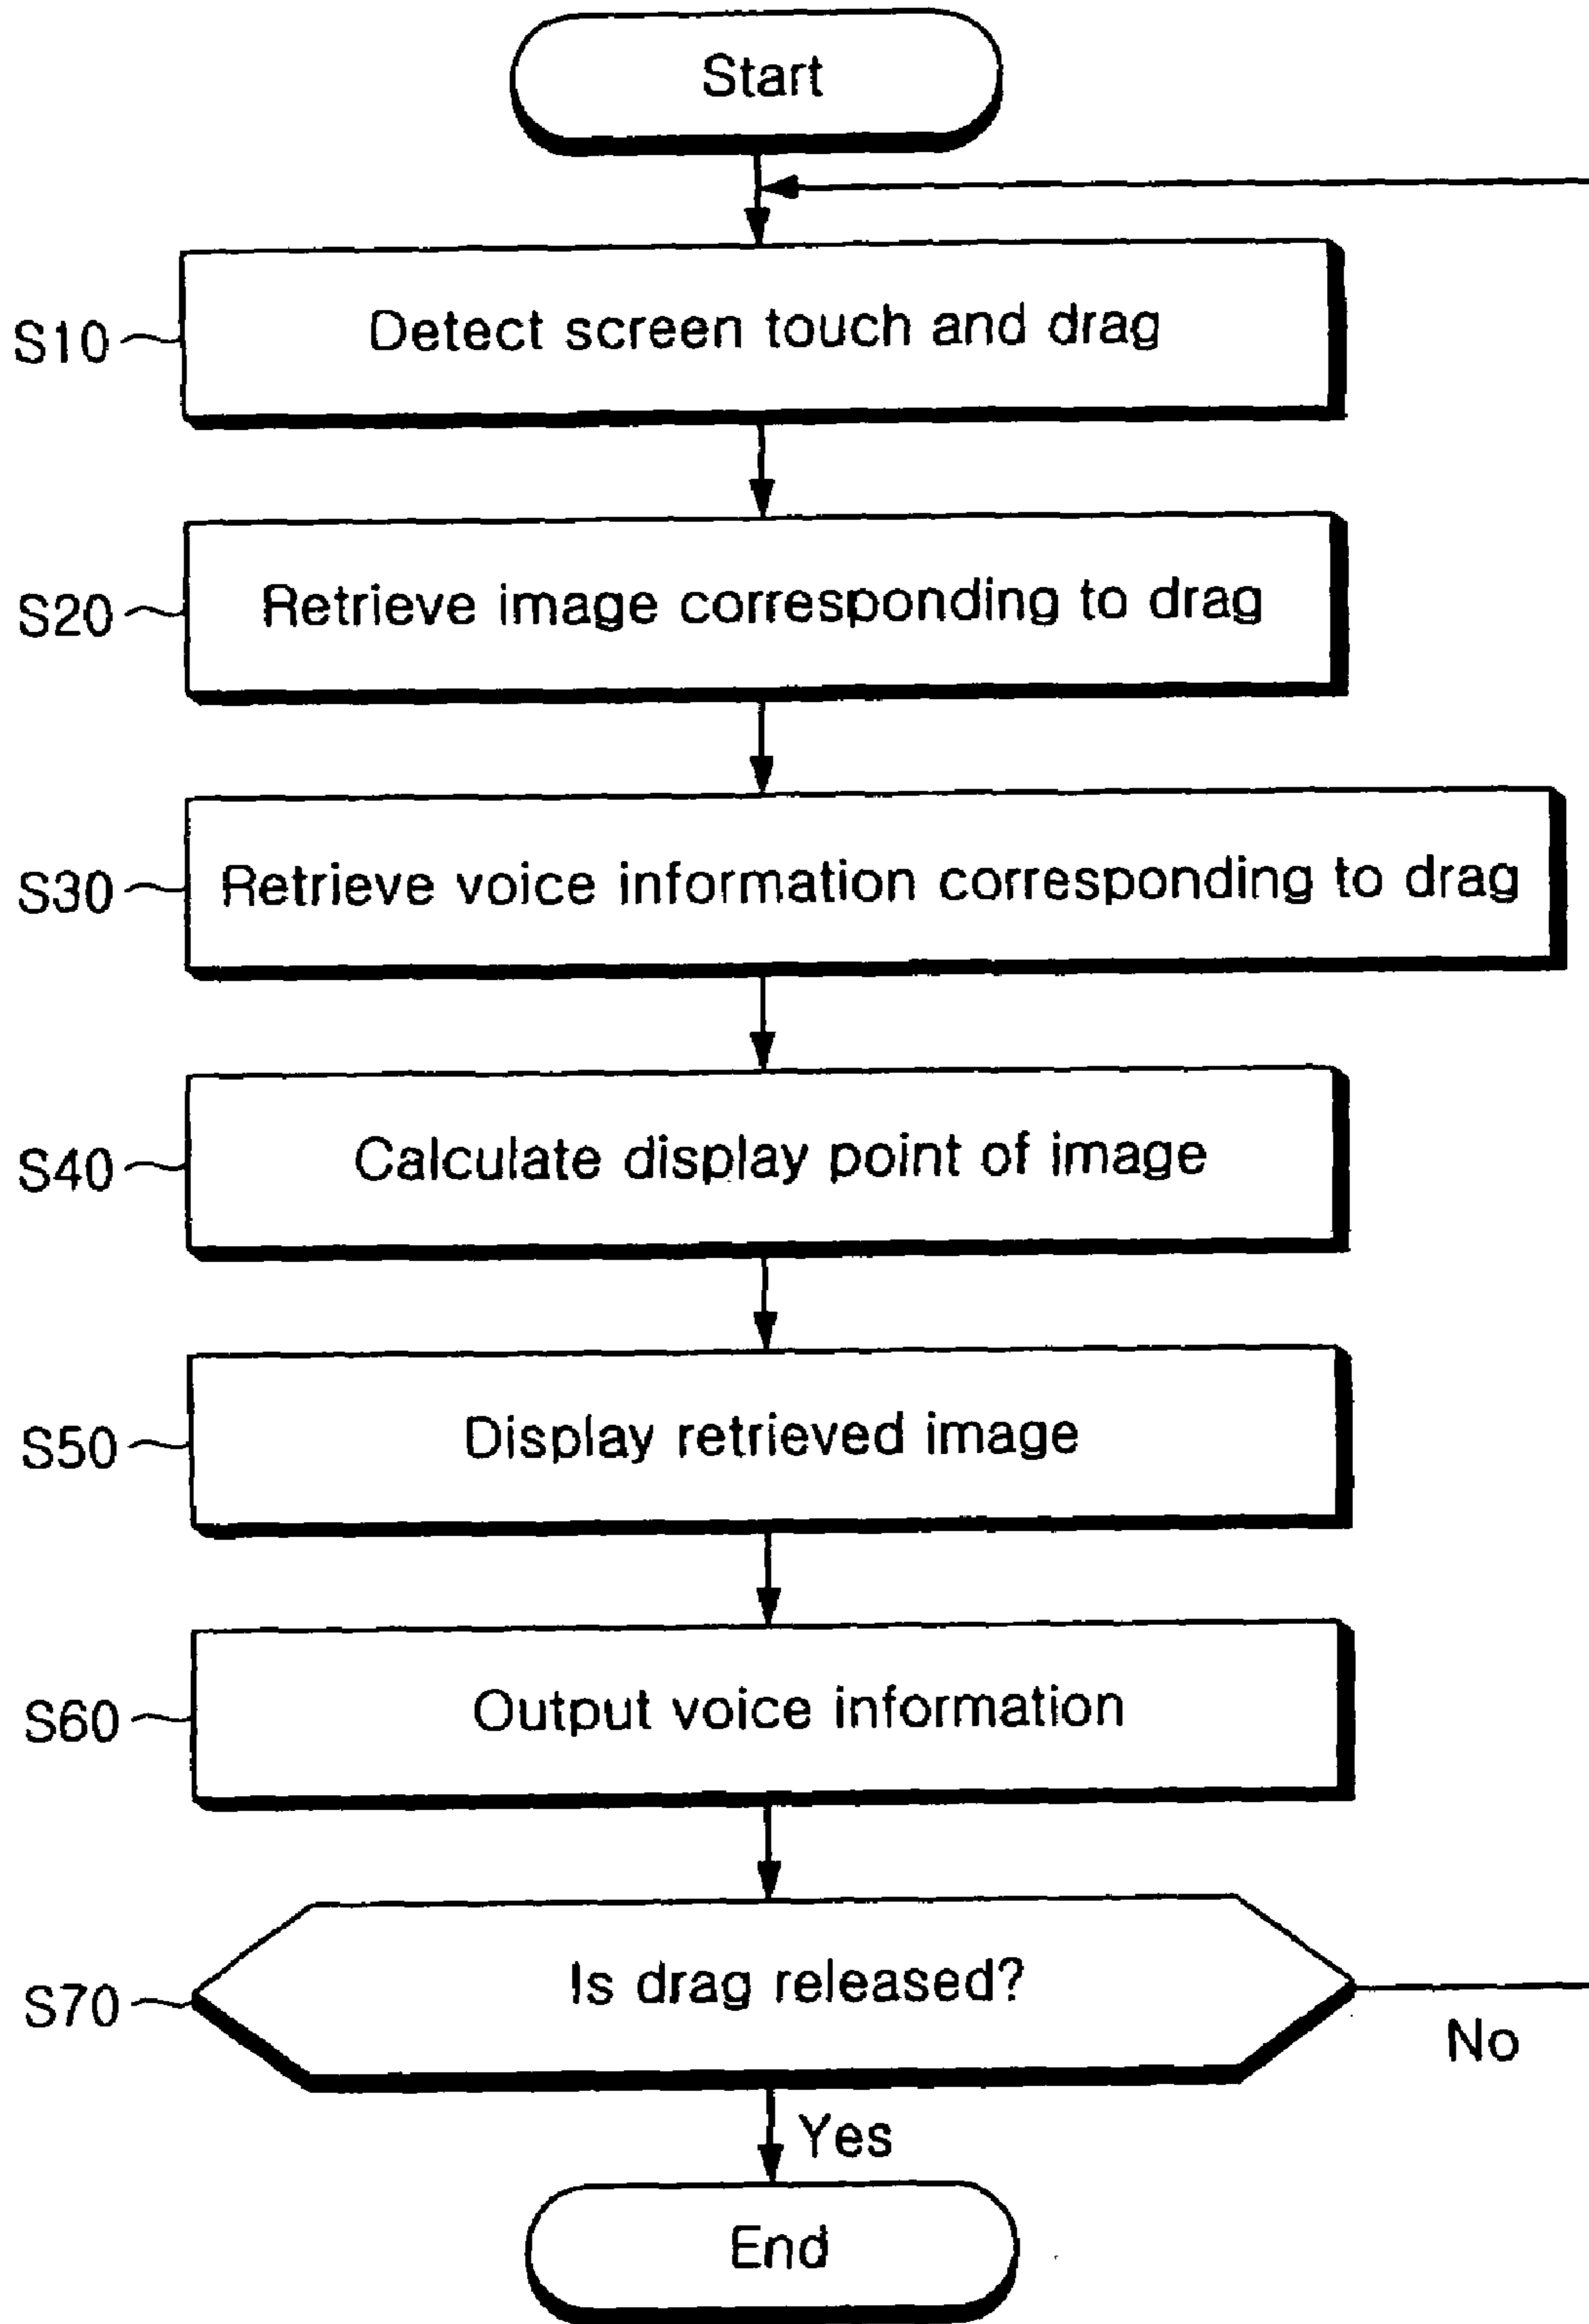 Start
S10 Detect screen touch and drag
S20 Retrieve image corresponding to drag
S30 Retrieve voice information corresponding to drag
S40 Calculate display point of image
S50 Display retrieved image
S60 Output voice information
S70 Is drag released?
No
Yes
End